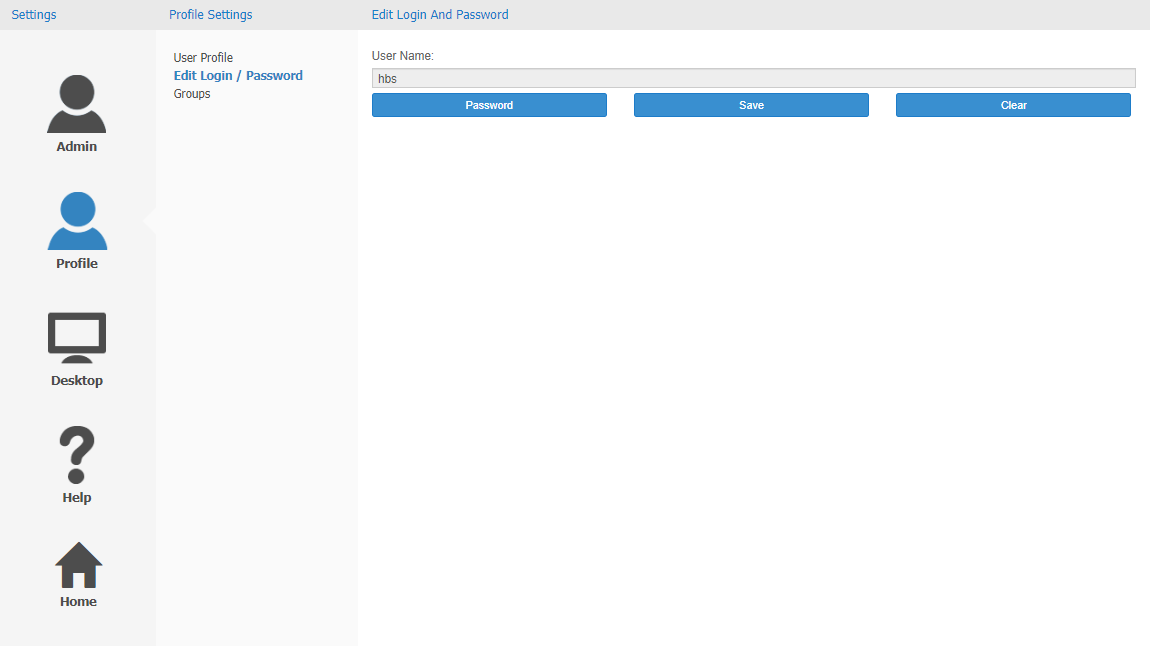 Settings
Profile Settings
Edit Login And Password
Admin
Profile
Desktop
Help
Home
User Profile
Edit Login / Password
Groups
User Name:
hbs
Password
Save
Clear